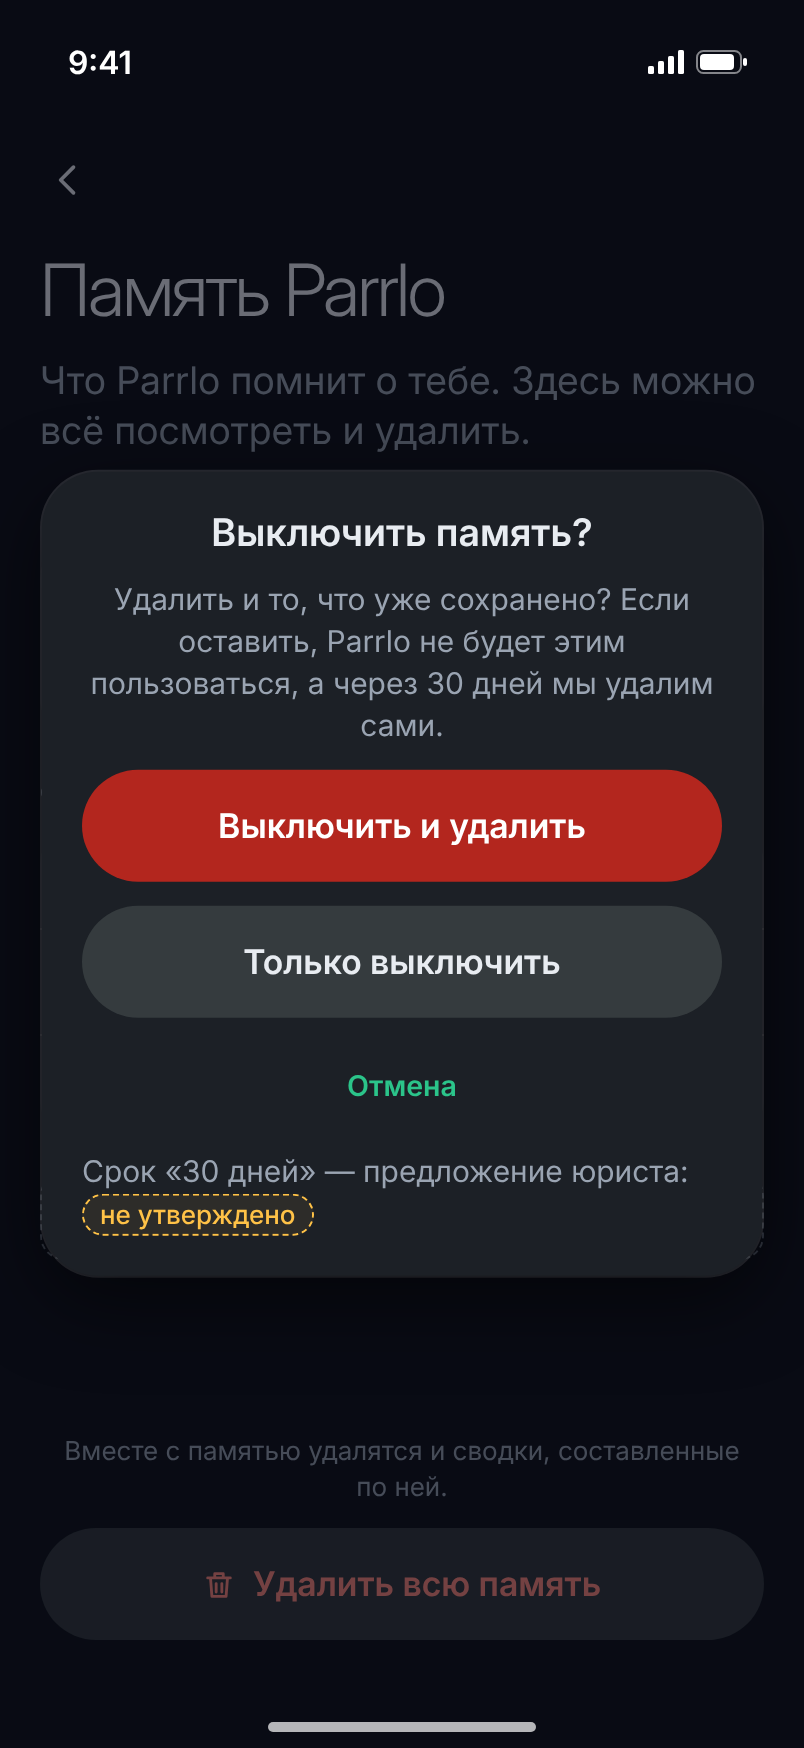 9:41
Память Parrlo
Что Parrlo помнит о тебе. Здесь можно
всё посмотреть и удалить.
Выключить память?
Удалить и то, что уже сохранено? Если
оставить, Parrlo не будет этим
пользоваться, а через 30 дней мы удалим
сами.
Выключить и удалить
Только выключить
Отмена
Срок «30 дней» — предложение юриста:
не утверждено
Вместе с памятью удалятся и сводки, составленные
по ней.
Удалить всю память